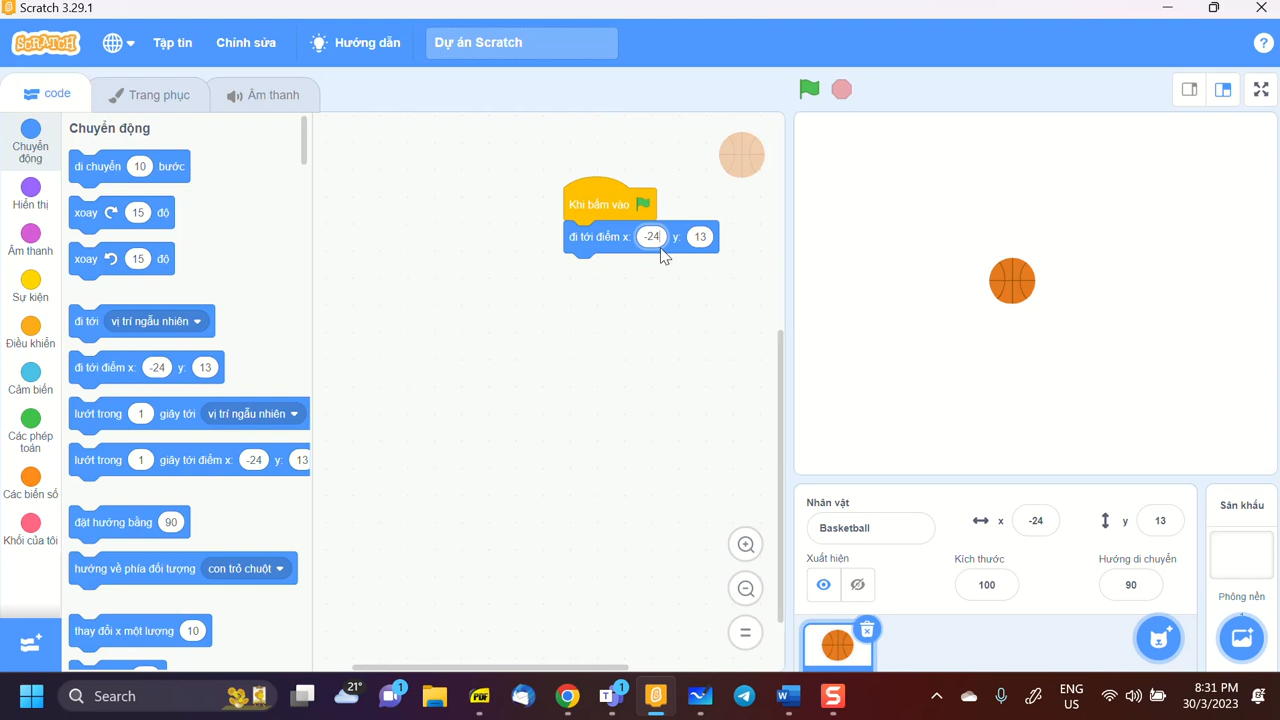 Scratch 3.29.1
SCRATCH
Tập tin
Chỉnh sửa
Hướng dẫn
Dự án Scratch
?
code
Trang phục
Âm thanh
Chuyển động
Hiển thị
Âm thanh
Sự kiện
Điều khiển
Cảm biến
Các phép toán
Các biến số
Khối của tôi
Chuyển động
di chuyển 10 bước
xoay 15 độ
xoay 15 độ
đi tới vị trí ngẫu nhiên
đi tới điểm x: -24 y: 13
lướt trong 1 giây tới vị trí ngẫu nhiên
lướt trong 1 giây tới điểm x: -24 y: 13
đặt hướng bằng 90
hướng về phía đối tượng con trỏ chuột
thay đổi x một lượng 10
Khi bấm vào
đi tới điểm x: -24 y: 13
Nhân vật
Basketball
x -24
y 13
Xuất hiện
Kích thước
100
Hướng di chuyển
90
Sân khấu
Phông nền
Search
21°
1
PDF
1
W
S
ENG
US
8:31 PM
30/3/2023